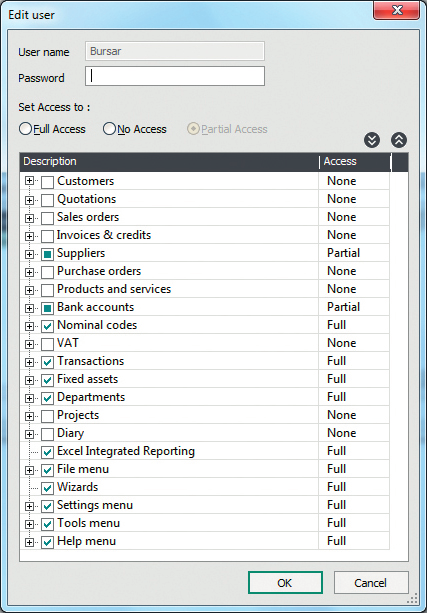 Edit user
User name Bursar
Password
Set Access to :
Full Access No Access Partial Access
Description Access
Customers None
Quotations None
Sales orders None
Invoices & credits None
Suppliers Partial
Purchase orders None
Products and services None
Bank accounts Partial
Nominal codes Full
VAT None
Transactions Full
Fixed assets Full
Departments Full
Projects None
Diary None
Excel Integrated Reporting Full
File menu Full
Wizards Full
Settings menu Full
Tools menu Full
Help menu Full
OK Cancel